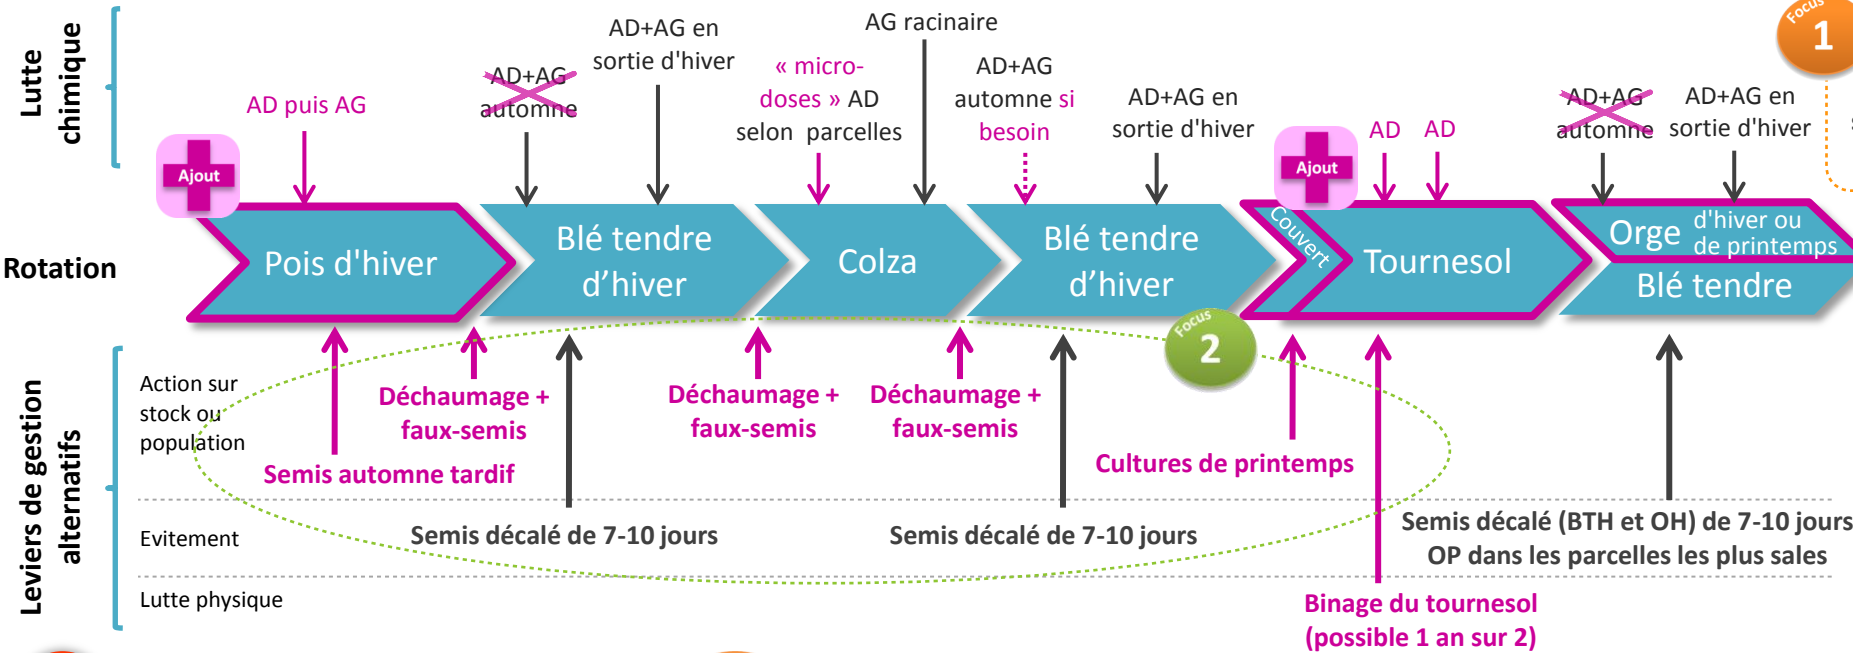 Lutte
chimique
AD puis AG
AD+AG
automne
AD+AG en
sortie d'hiver
« micro-
doses » AD
selon parcelles
AG racinaire
AD+AG
automne si
besoin
AD+AG en
sortie d'hiver
AD
AD
AD+AG
automne
AD+AG en
sortie d'hiver
Focus
1
Ajout
Ajout
Rotation
Pois d'hiver
Blé tendre
d’hiver
Colza
Blé tendre
d’hiver
Couvert
Tournesol
Orge
d'hiver ou
de printemps
Blé tendre
Focus
2
Leviers de gestion
alternatifs
Action sur
stock ou
population
Semis automne tardif
Déchaumage +
faux-semis
Déchaumage +
faux-semis
Déchaumage +
faux-semis
Cultures de printemps
Evitement
Semis décalé de 7-10 jours
Semis décalé de 7-10 jours
Semis décalé (BTH et OH) de 7-10 jours
OP dans les parcelles les plus sales
Lutte physique
Binage du tournesol
(possible 1 an sur 2)